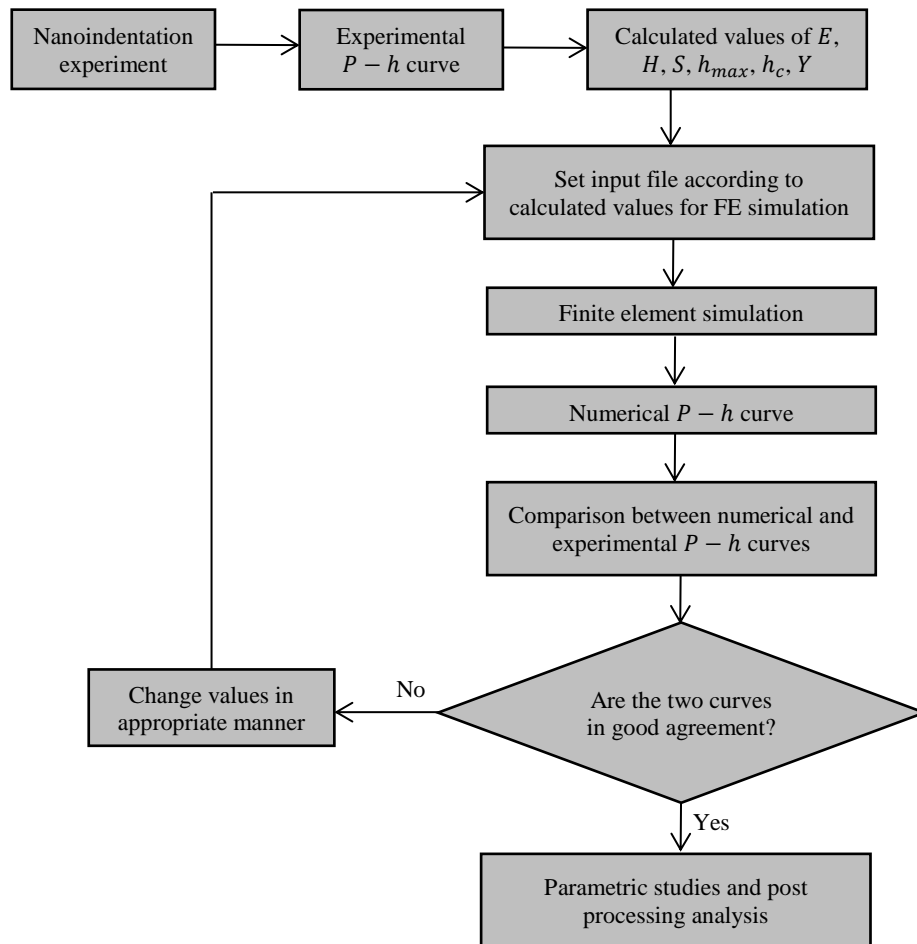 Nanoindentation
experiment
Experimental
P − h curve
Calculated values of E,
H, S, h_max, h_c, Y
Set input file according to
calculated values for FE simulation
Finite element simulation
Numerical P − h curve
Comparison between numerical and
experimental P − h curves
Are the two curves
in good agreement?
No
Change values in
appropriate manner
Yes
Parametric studies and post
processing analysis